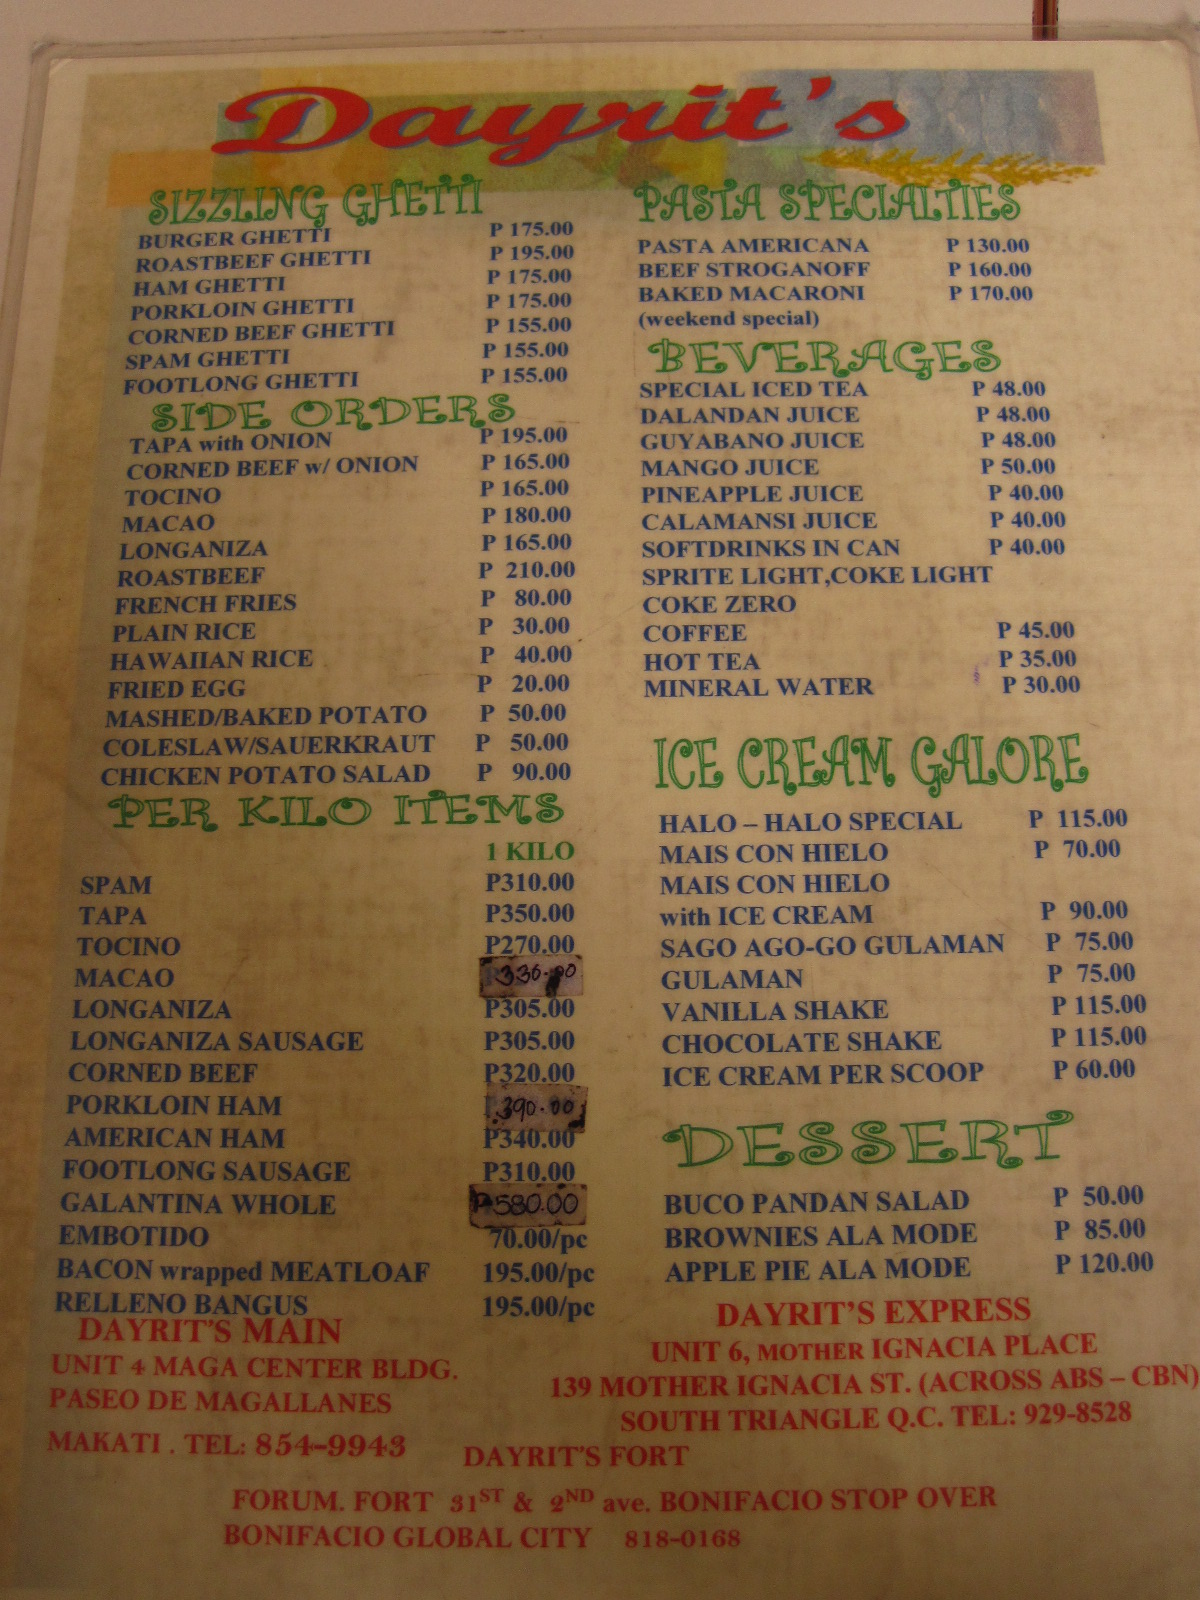 Dayrit's
SIZZLING GHETTI
BURGER GHETTI P 175.00
ROASTBEEF GHETTI P 195.00
HAM GHETTI P 175.00
PORKLOIN GHETTI P 175.00
CORNED BEEF GHETTI P 155.00
SPAM GHETTI P 155.00
FOOTLONG GHETTI P 155.00
SIDE ORDERS
TAPA with ONION P 195.00
CORNED BEEF w/ ONION P 165.00
TOCINO P 165.00
MACAO P 180.00
LONGANIZA P 165.00
ROASTBEEF P 210.00
FRENCH FRIES P 80.00
PLAIN RICE P 30.00
HAWAIIAN RICE P 40.00
FRIED EGG P 20.00
MASHED/BAKED POTATO P 50.00
COLESLAW/SAUERKRAUT P 50.00
CHICKEN POTATO SALAD P 90.00
PER KILO ITEMS
1 KILO
SPAM P310.00
TAPA P350.00
TOCINO P270.00
MACAO 330.00
LONGANIZA P305.00
LONGANIZA SAUSAGE P305.00
CORNED BEEF P320.00
PORKLOIN HAM 390.00
AMERICAN HAM P340.00
FOOTLONG SAUSAGE P310.00
GALANTINA WHOLE P580.00
EMBOTIDO 70.00/pc
BACON wrapped MEATLOAF 195.00/pc
RELLENO BANGUS 195.00/pc
PASTA SPECIALTIES
PASTA AMERICANA P 130.00
BEEF STROGANOFF P 160.00
BAKED MACARONI P 170.00
(weekend special)
BEVERAGES
SPECIAL ICED TEA P 48.00
DALANDAN JUICE P 48.00
GUYABANO JUICE P 48.00
MANGO JUICE P 50.00
PINEAPPLE JUICE P 40.00
CALAMANSI JUICE P 40.00
SOFTDRINKS IN CAN P 40.00
SPRITE LIGHT,COKE LIGHT
COKE ZERO
COFFEE P 45.00
HOT TEA P 35.00
MINERAL WATER P 30.00
ICE CREAM GALORE
HALO – HALO SPECIAL P 115.00
MAIS CON HIELO P 70.00
MAIS CON HIELO
with ICE CREAM P 90.00
SAGO AGO-GO GULAMAN P 75.00
GULAMAN P 75.00
VANILLA SHAKE P 115.00
CHOCOLATE SHAKE P 115.00
ICE CREAM PER SCOOP P 60.00
DESSERT
BUCO PANDAN SALAD P 50.00
BROWNIES ALA MODE P 85.00
APPLE PIE ALA MODE P 120.00
DAYRIT'S MAIN
UNIT 4 MAGA CENTER BLDG.
PASEO DE MAGALLANES
MAKATI . TEL: 854-9943
DAYRIT'S EXPRESS
UNIT 6, MOTHER IGNACIA PLACE
139 MOTHER IGNACIA ST. (ACROSS ABS – CBN)
SOUTH TRIANGLE Q.C. TEL: 929-8528
DAYRIT'S FORT
FORUM. FORT 31ST & 2ND ave. BONIFACIO STOP OVER
BONIFACIO GLOBAL CITY 818-0168